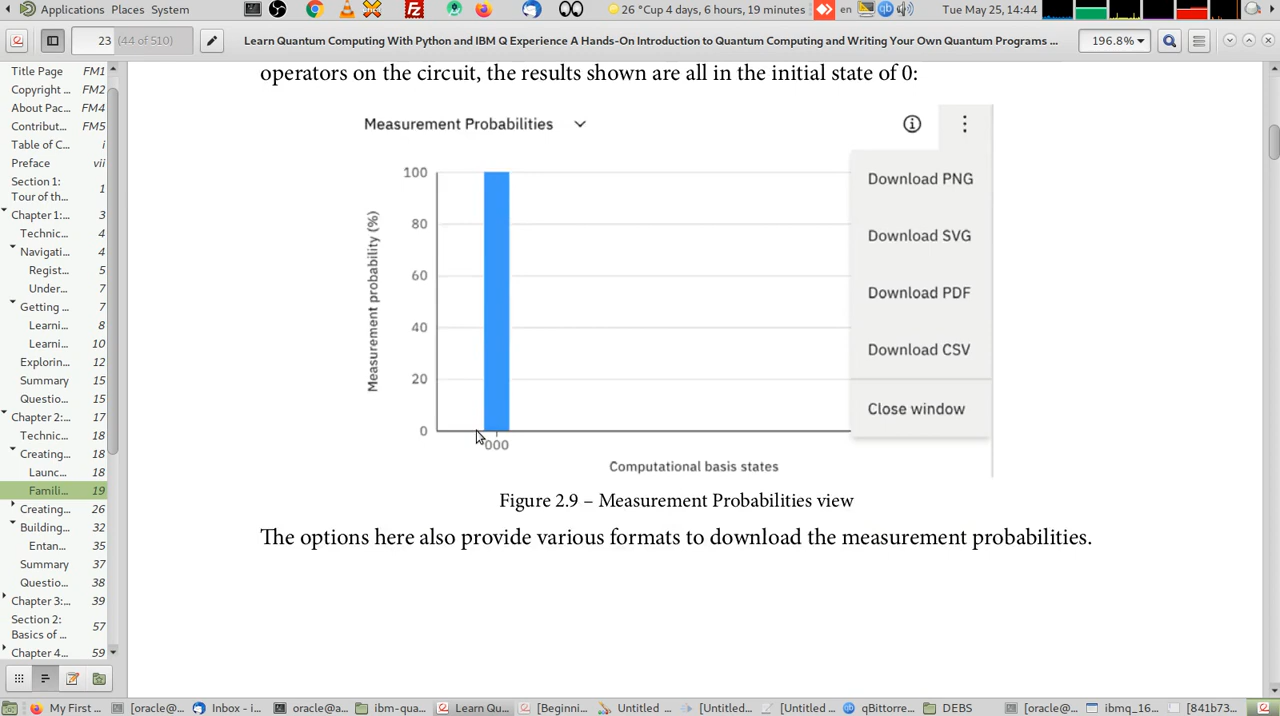 Applications Places System 26 °C up 4 days, 6 hours, 19 minutes en Tue May 25, 14:44
23 (44 of 510) Learn Quantum Computing With Python and IBM Q Experience A Hands-On Introduction to Quantum Computing and Writing Your Own Quantum Programs ... 196.8%
Title Page FM1
Copyright FM2
About Pac... FM4
Contribut... FM5
Table of C... i
Preface vii
Section 1:
Tour of th... 1
Chapter 1:... 3
Technic... 4
Navigati... 4
Regist... 5
Under... 7
Getting ... 7
Learni... 8
Learni... 10
Explorin... 12
Summary 15
Questio... 15
Chapter 2:... 17
Technic... 18
Creating... 18
Launc... 18
Famili... 19
Creating... 26
Building... 32
Entan... 35
Summary 37
Questio... 38
Chapter 3:... 39
Section 2:
Basics of ... 57
Chapter 4... 59
operators on the circuit, the results shown are all in the initial state of 0:
Measurement Probabilities
Download PNG
Download SVG
Download PDF
Download CSV
Close window
Measurement probability (%)
100
80
60
40
20
0
000
Computational basis states
Figure 2.9 – Measurement Probabilities view
The options here also provide various formats to download the measurement probabilities.
My First ... [oracle@... Inbox - i... oracle@a... ibm-qua... Learn Qu... [Beginni... Untitled ... [Untitled... [Untitled ... qBittorre... DEBS [oracle@... ibmq_16... [841b73...